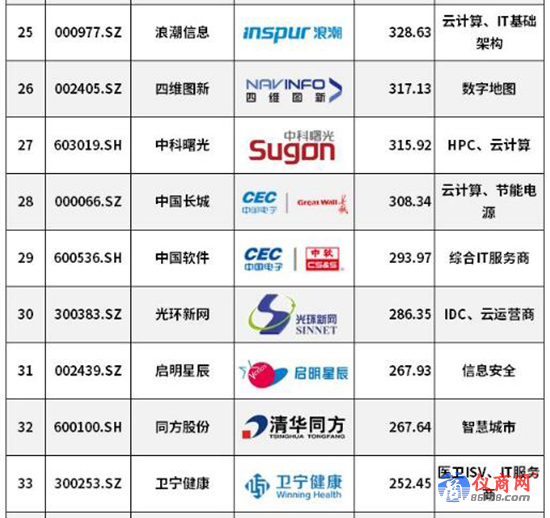 25 000977.SZ 浪潮信息 inspur 浪潮 328.63 云计算、IT基础
架构
26 002405.SZ 四维图新 NAVINFO 317.13 数字地图
四维图新
27 603019.SH 中科曙光 中科曙光 315.92 HPC、云计算
Sugon
28 000066.SZ 中国长城 CEC Great Wall 308.34 云计算、节能电
中国电子 源
29 600536.SH 中国软件 CEC 中软 293.97 综合IT服务商
中国电子 CS&S
30 300383.SZ 光环新网 光环新网 286.35 IDC、云运营商
SINNET
31 002439.SZ 启明星辰 Venus 启明星辰 267.93 信息安全
32 600100.SH 同方股份 清华同方 267.64 智慧城市
TSINGHUA TONGFANG
33 300253.SZ 卫宁健康 卫宁健康 252.45 医卫ISV、IT服务
Winning Health 商
仪商网